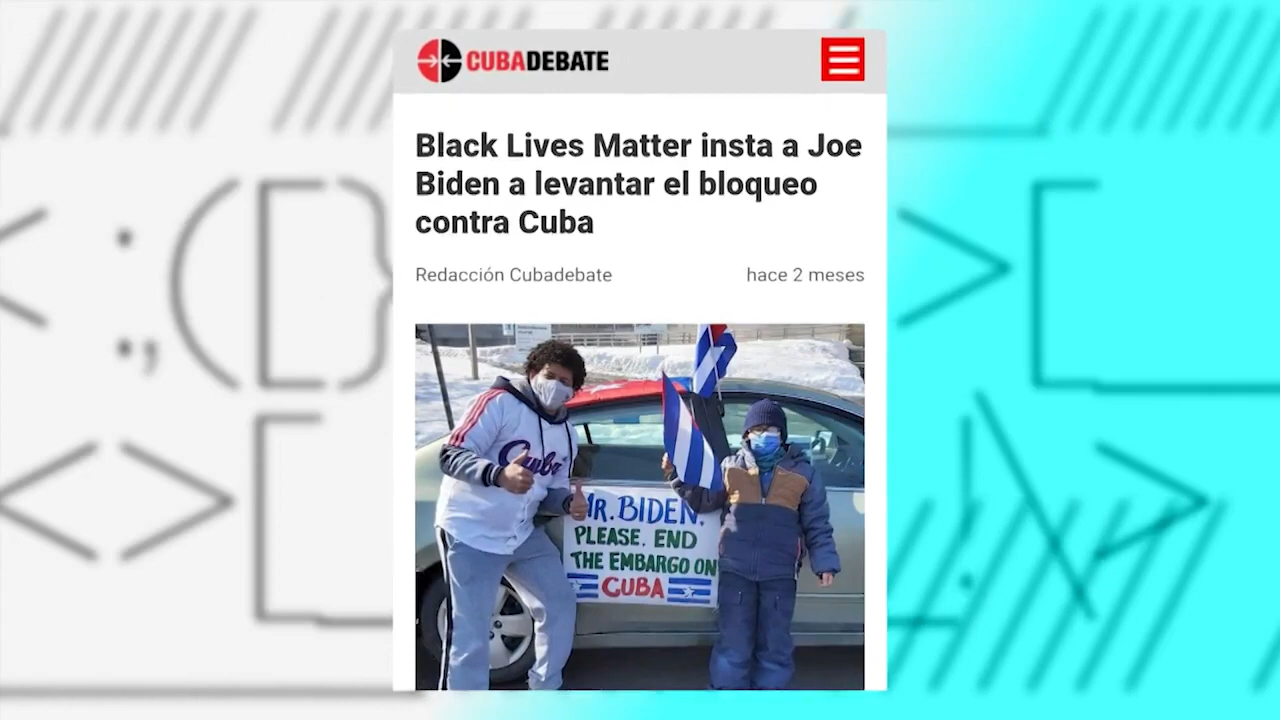 CUBADEBATE
Black Lives Matter insta a Joe
Biden a levantar el bloqueo
contra Cuba
Redacción Cubadebate
hace 2 meses
Cuba
MR. BIDEN,
PLEASE. END
THE EMBARGO ON
CUBA